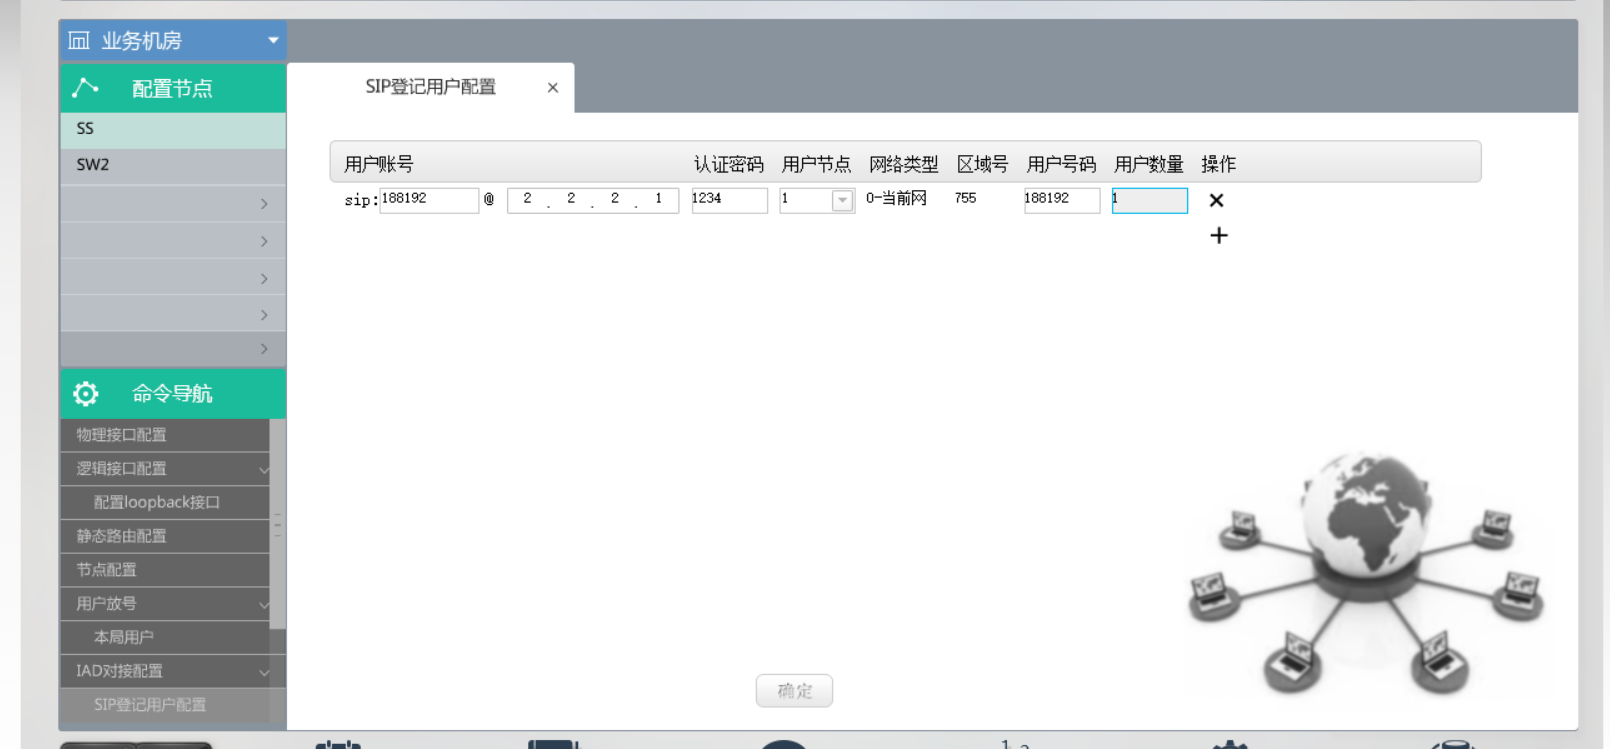 业务机房
配置节点
SS
SW2
命令导航
物理接口配置
逻辑接口配置
配置loopback接口
静态路由配置
节点配置
用户放号
本局用户
IAD对接配置
SIP登记用户配置
SIP登记用户配置 ×
用户账号 认证密码 用户节点 网络类型 区域号 用户号码 用户数量 操作
sip: 188192 @ 2 . 2 . 2 . 1 1234 1 0-当前网 755 188192 1
确定